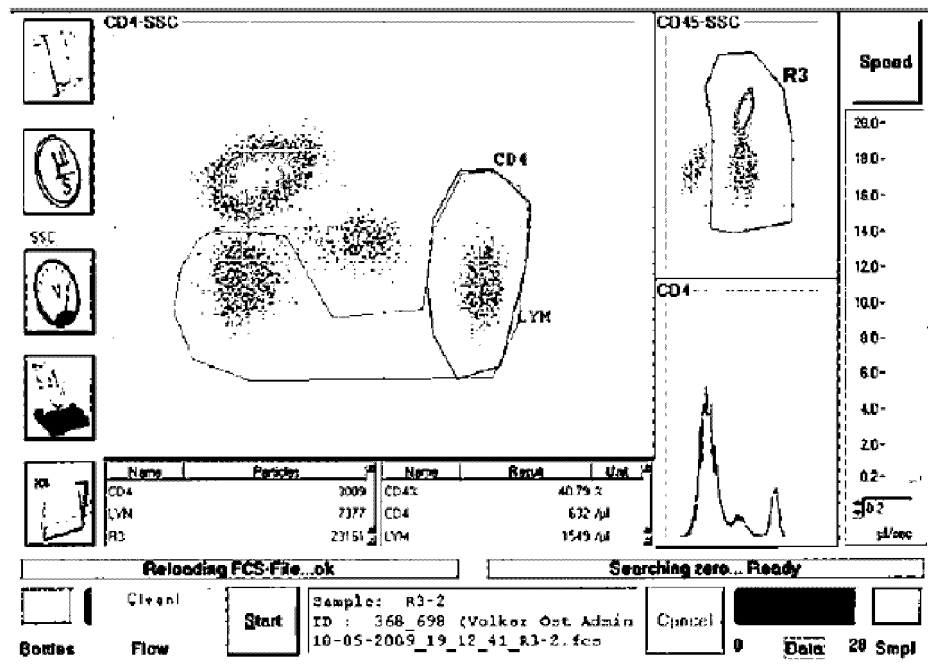 CD4-SSC
CD45-SSC
Speed
R3
CD4
LYM
SSC
CD4
20.0-
18.0-
16.0-
14.0-
12.0-
10.0-
8.0-
6.0-
4.0-
2.0-
0.2-
0.2
µl/sec
Name Particles
CD4 3009
LYM 7377
R3 23161
Name Result Unit
CD4% 40.79 %
CD4 632 /µl
LYM 1549 /µl
Reloading FCS-File...ok
Searching zero... Ready
Clean!
Bottles Flow
Start
Sample: R3-2
ID : 368_698 (Volker Ost Admin
10-05-2009_19_12_41_R3-2.fcs
Cancel
0 Data 20 Smpl